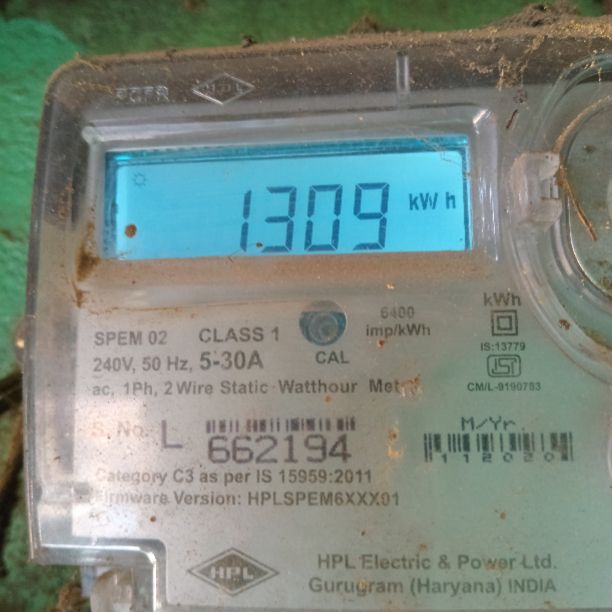 HPL
1309 kWh
SPEM 02 CLASS 1
6400 imp/kWh
kWh
240V, 50 Hz, 5-30A
CAL
IS:13779
ac, 1Ph, 2 Wire Static Watthour Meter
CM/L-9190783
S. No. L 662194
M/Yr.
112020
Category C3 as per IS 15959:2011
Firmware Version: HPLSPEM6XXX01
HPL
HPL Electric & Power Ltd.
Gurugram (Haryana) INDIA